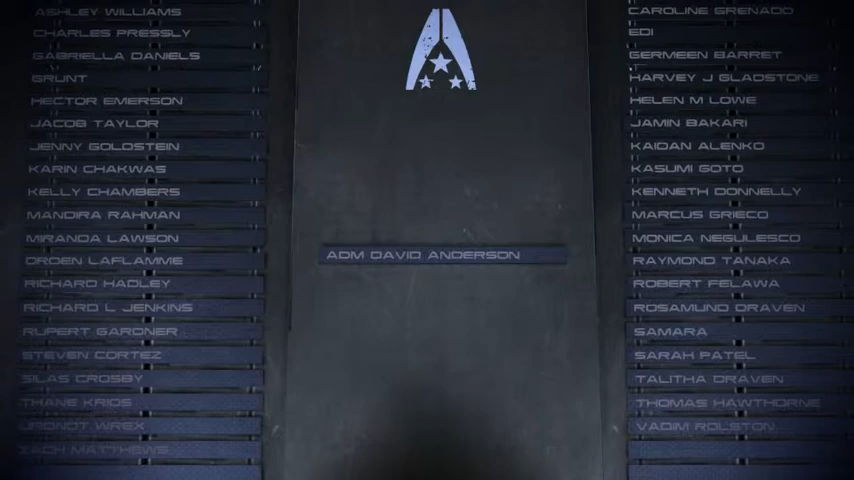 ASHLEY WILLIAMS
CHARLES PRESSLY
GABRIELLA DANIELS
GRUNT
HECTOR EMERSON
JACOB TAYLOR
JENNY GOLDSTEIN
KARIN CHAKWAS
KELLY CHAMBERS
MANDIRA RAHMAN
MIRANDA LAWSON
ORDEN LAFLAMME
RICHARD HADLEY
RICHARD L JENKINS
RUPERT GARDNER
STEVEN CORTEZ
SILAS CROSBY
THANE KRIOS
URDNOT WREX
ZACH MATTHEWS
ADM DAVID ANDERSON
CAROLINE GRENADO
EDI
GERMEEN BARRET
HARVEY J GLADSTONE
HELEN M LOWE
JAMIN BAKARI
KAIDAN ALENKO
KASUMI GOTO
KENNETH DONNELLY
MARCUS GRIECO
MONICA NEGULESCO
RAYMOND TANAKA
ROBERT FELAWA
ROSAMUND DRAVEN
SAMARA
SARAH PATEL
TALITHA DRAVEN
THOMAS HAWTHORNE
VADIM ROLSTON